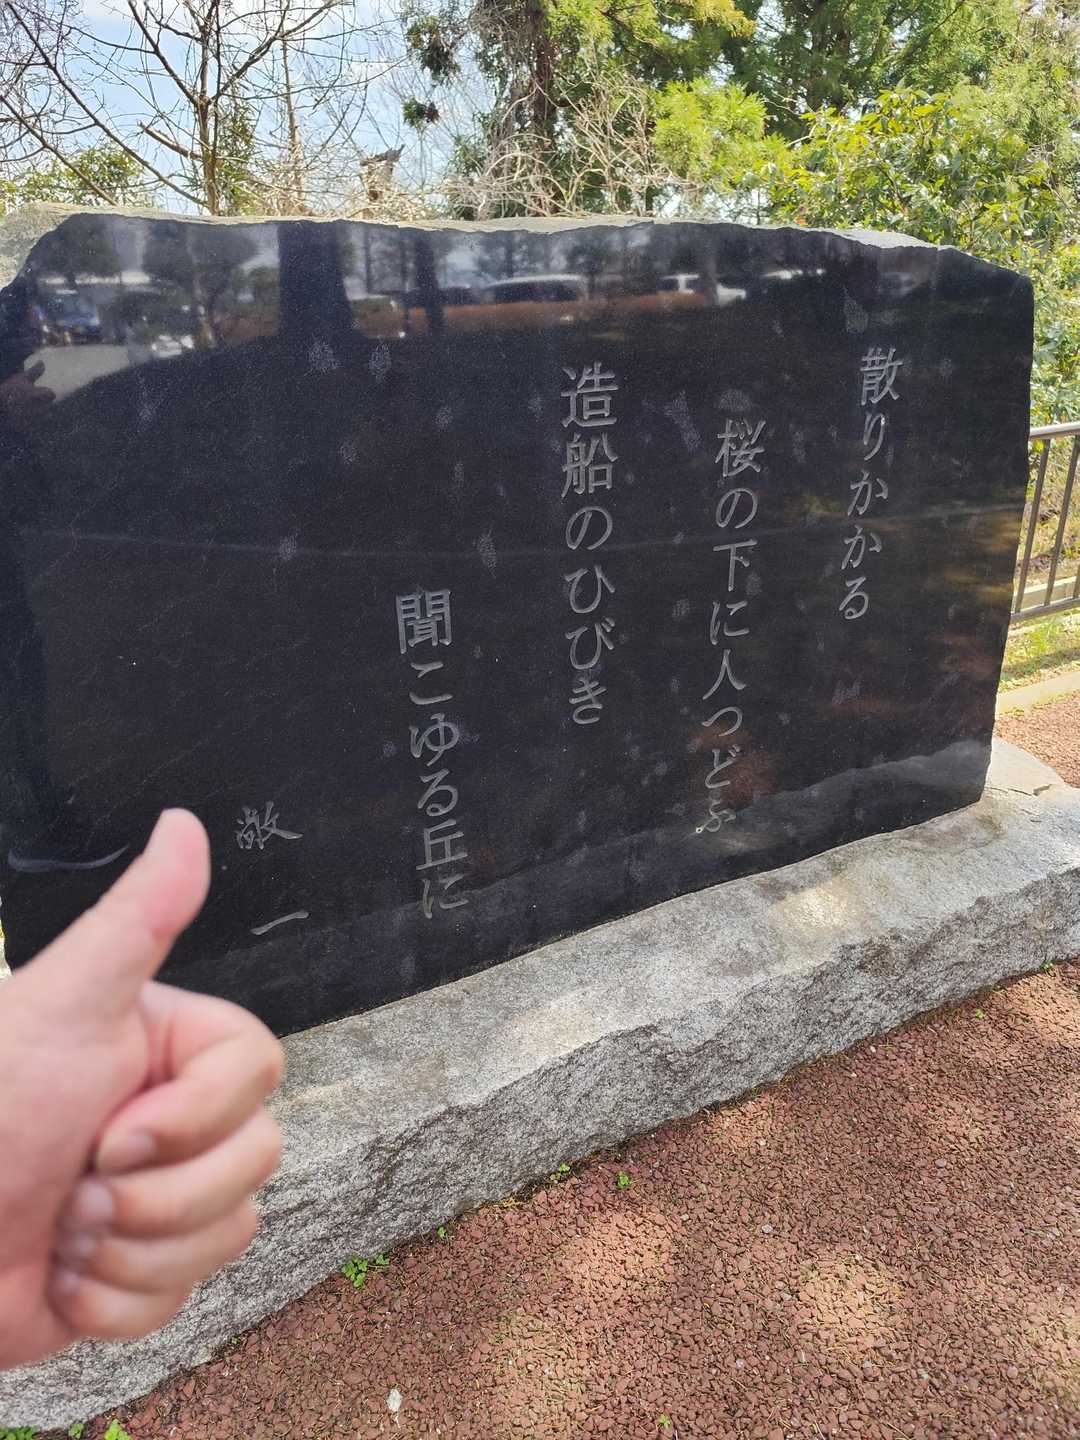 散りかかる
桜の下に人つどふ
造船のひびき
聞こゆる丘に
敬一